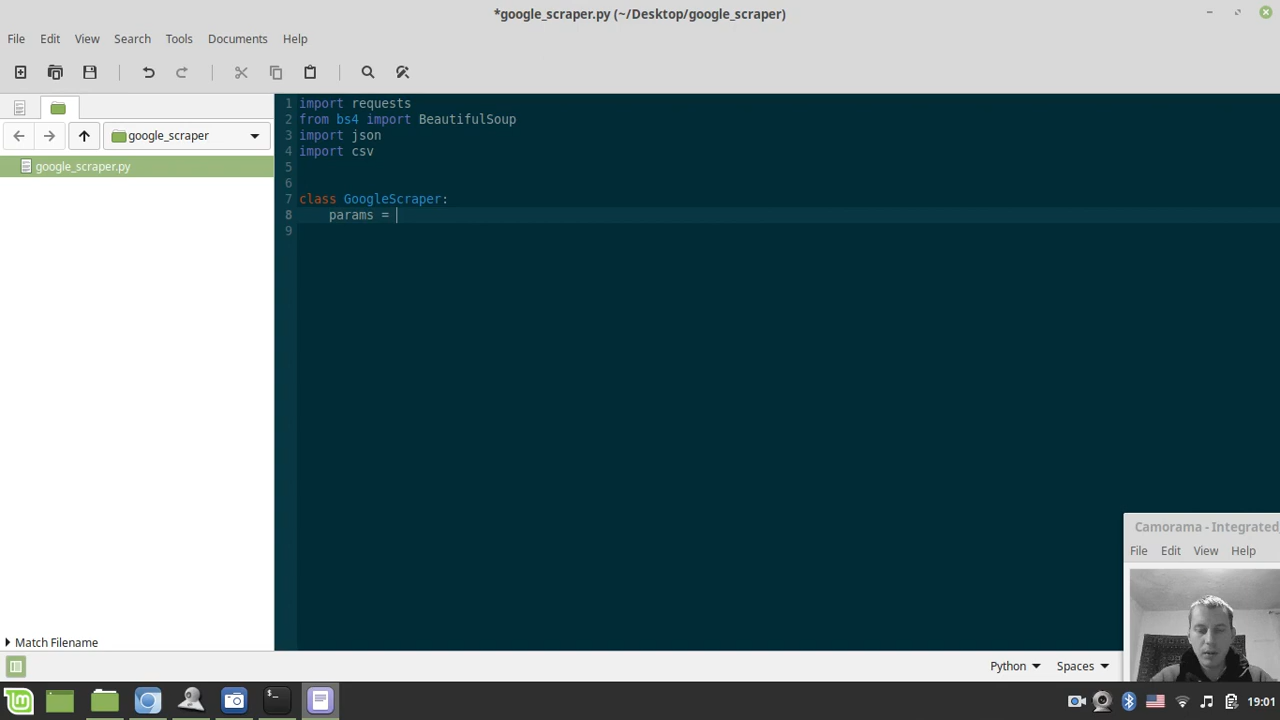 *google_scraper.py (~/Desktop/google_scraper)
File Edit View Search Tools Documents Help
google_scraper
google_scraper.py
1 import requests
2 from bs4 import BeautifulSoup
3 import json
4 import csv
5
6
7 class GoogleScraper:
8 params =
9
Camorama - Integrated
File Edit View Help
Match Filename
Python Spaces
19:01